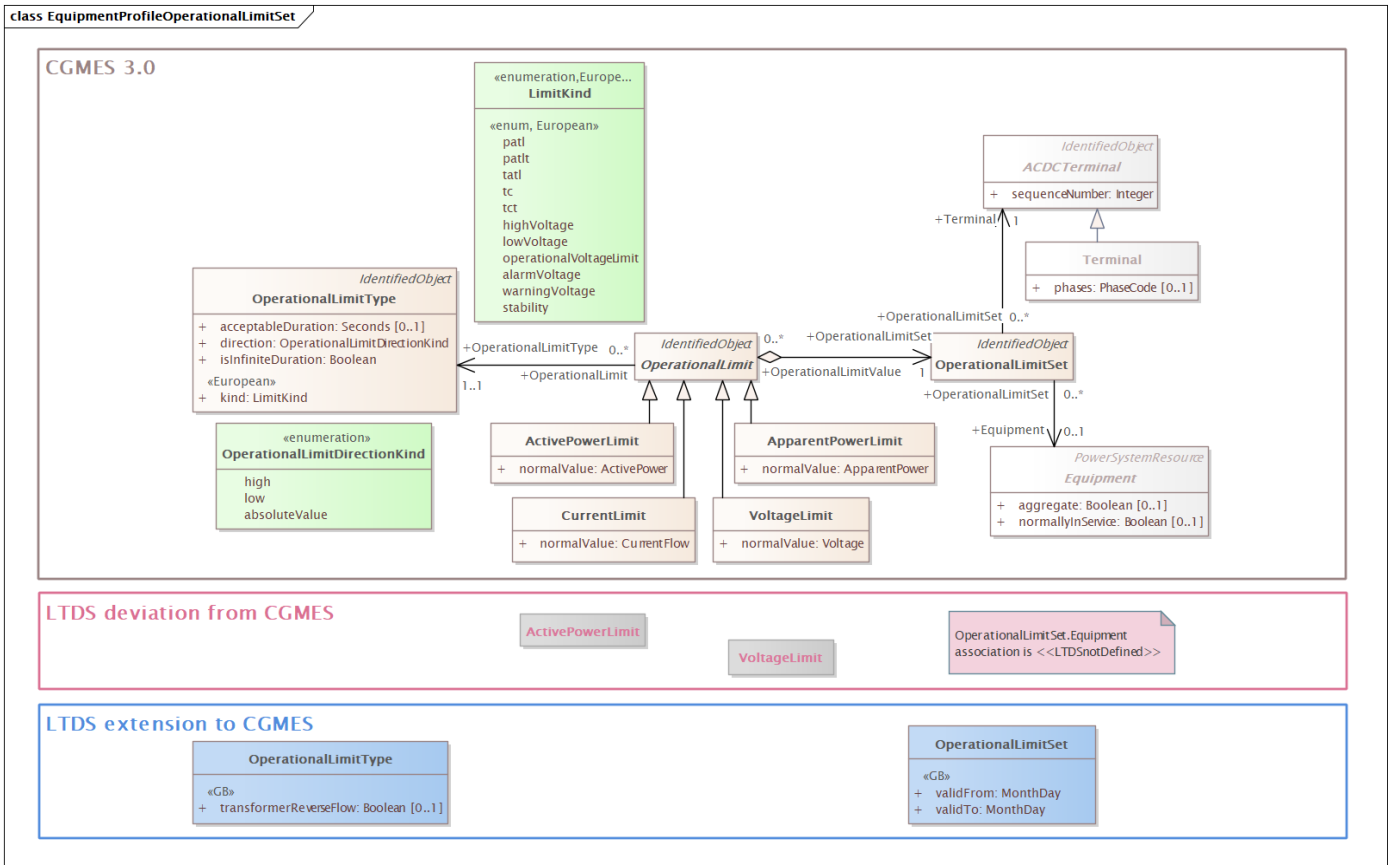 class EquipmentProfileOperationalLimitSet
CGMES 3.0
«enumeration,Europe...
LimitKind
«enum, European»
patl
patlt
tatl
tc
tct
highVoltage
lowVoltage
operationalVoltageLimit
alarmVoltage
warningVoltage
stability
IdentifiedObject
ACDCTerminal
+ sequenceNumber: Integer
+Terminal 1
Terminal
+ phases: PhaseCode [0..1]
IdentifiedObject
OperationalLimitType
+ acceptableDuration: Seconds [0..1]
+ direction: OperationalLimitDirectionKind
+ isInfiniteDuration: Boolean
«European»
+ kind: LimitKind
+OperationalLimitType 0..*
1..1 +OperationalLimit
IdentifiedObject
OperationalLimit
0..* +OperationalLimitSet
+OperationalLimitValue 1
+OperationalLimitSet 0..*
IdentifiedObject
OperationalLimitSet
+OperationalLimitSet 0..*
+Equipment 0..1
PowerSystemResource
Equipment
+ aggregate: Boolean [0..1]
+ normallyInService: Boolean [0..1]
«enumeration»
OperationalLimitDirectionKind
high
low
absoluteValue
ActivePowerLimit
+ normalValue: ActivePower
ApparentPowerLimit
+ normalValue: ApparentPower
CurrentLimit
+ normalValue: CurrentFlow
VoltageLimit
+ normalValue: Voltage
LTDS deviation from CGMES
ActivePowerLimit
VoltageLimit
OperationalLimitSet.Equipment
association is <<LTDSnotDefined>>
LTDS extension to CGMES
OperationalLimitType
«GB»
+ transformerReverseFlow: Boolean [0..1]
OperationalLimitSet
«GB»
+ validFrom: MonthDay
+ validTo: MonthDay